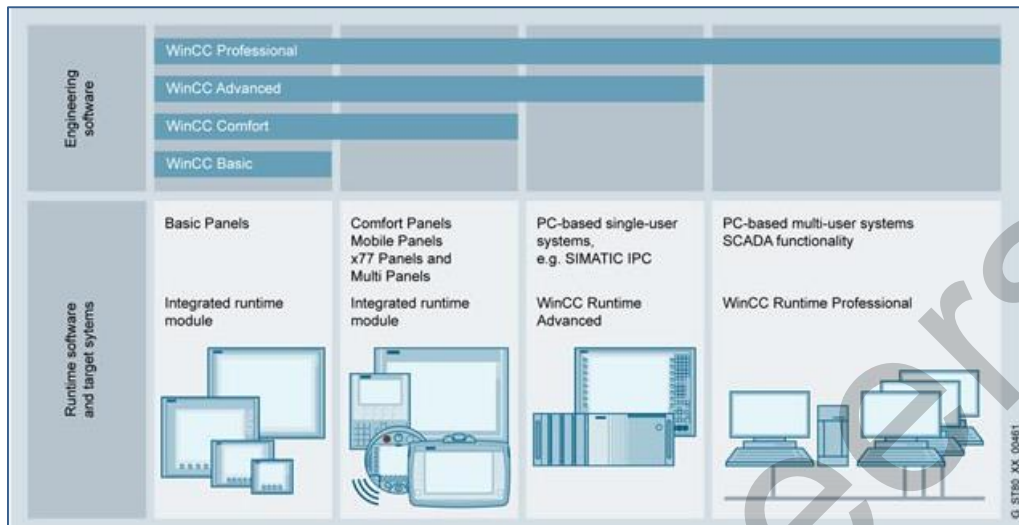 Engineering
software
WinCC Professional
WinCC Advanced
WinCC Comfort
WinCC Basic
Runtime software
and target sytems
Basic Panels
Integrated runtime
module
Comfort Panels
Mobile Panels
x77 Panels and
Multi Panels
Integrated runtime
module
PC-based single-user
systems,
e.g. SIMATIC IPC
WinCC Runtime
Advanced
PC-based multi-user systems
SCADA functionality
WinCC Runtime Professional
G_ST80_XX_00461
eers